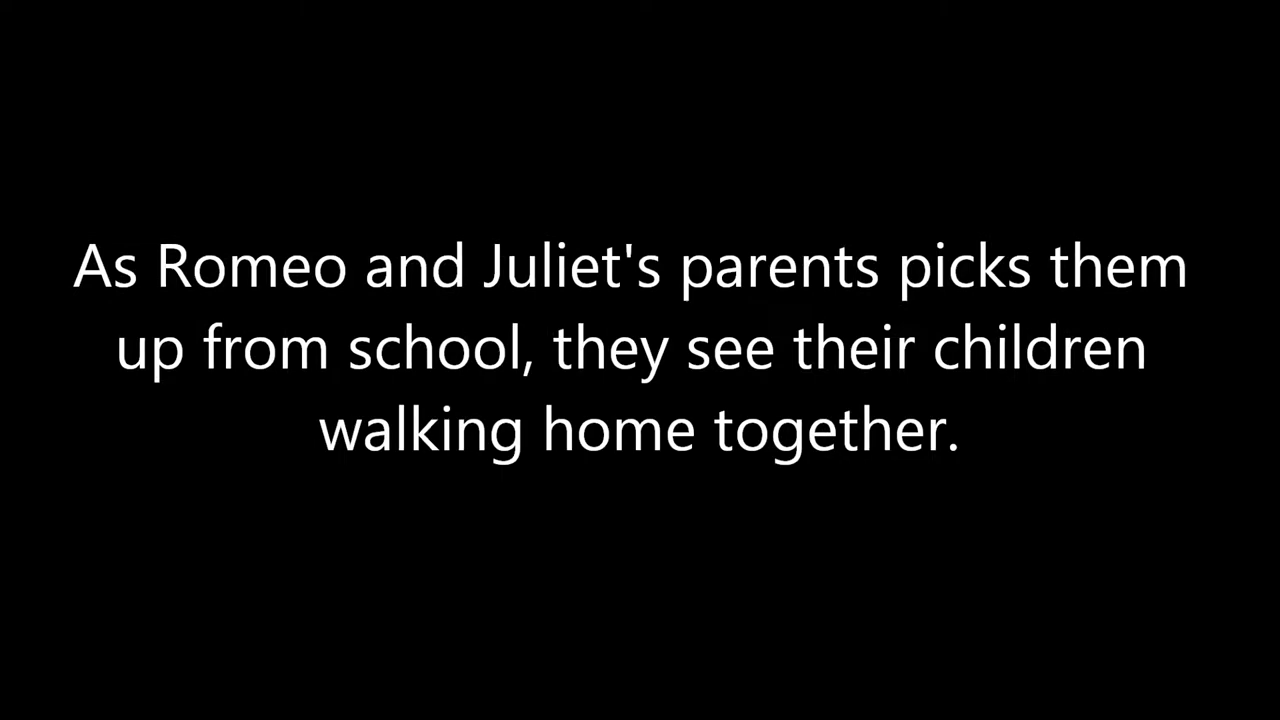 As Romeo and Juliet's parents picks them
up from school, they see their children
walking home together.